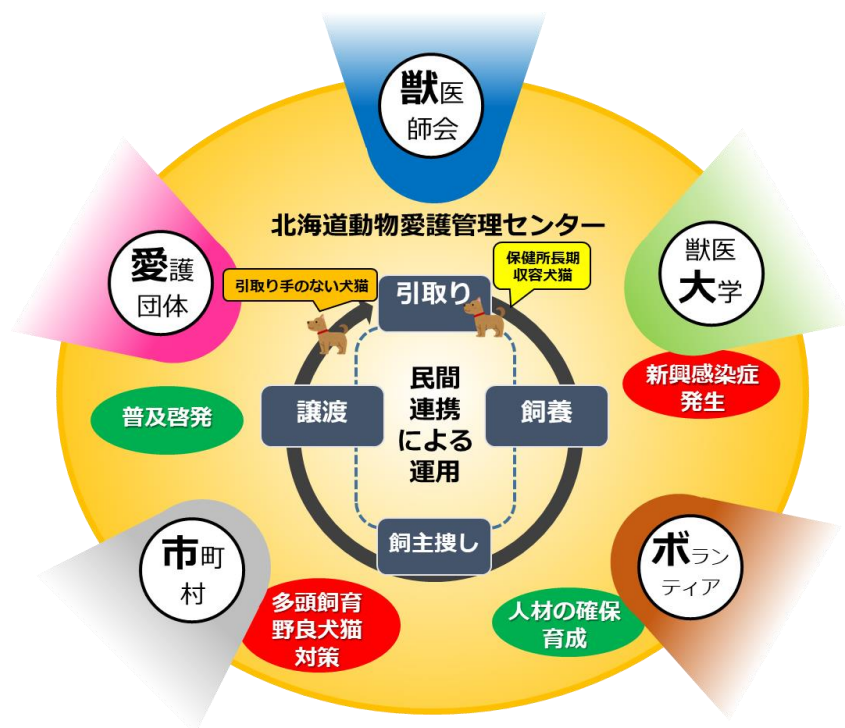 獣医
師会
北海道動物愛護管理センター
愛護
団体
獣医
大学
引取り手のない犬猫
保健所長期
収容犬猫
引取り
新興感染症
発生
普及啓発
譲渡
民間
連携
による
運用
飼養
飼主捜し
市町
村
ボラン
ティア
多頭飼育
野良犬猫
対策
人材の確保
育成